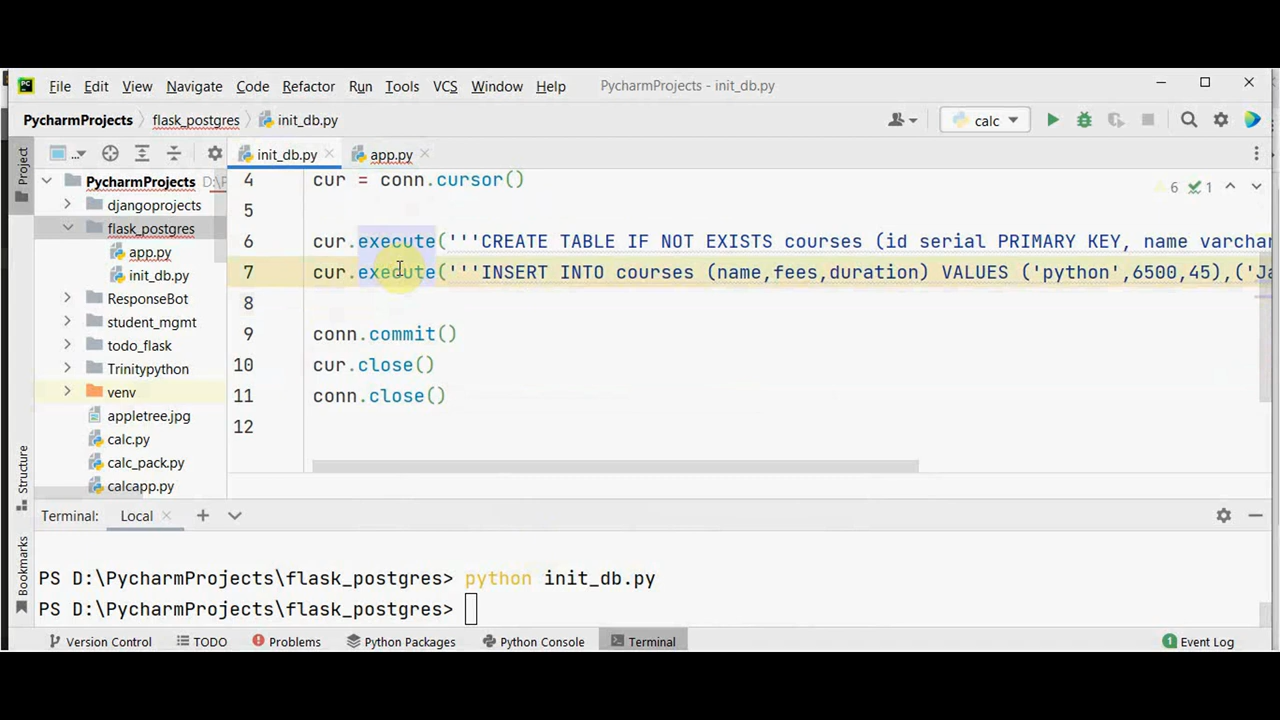 PC File Edit View Navigate Code Refactor Run Tools VCS Window Help PycharmProjects - init_db.py
PycharmProjects flask_postgres init_db.py calc
Project
... init_db.py app.py
PycharmProjects D:\
djangoprojects
flask_postgres
app.py
init_db.py
ResponseBot
student_mgmt
todo_flask
Trinitypython
venv
appletree.jpg
calc.py
calc_pack.py
calcapp.py
6 1
4 cur = conn.cursor()
5
6 cur.execute('''CREATE TABLE IF NOT EXISTS courses (id serial PRIMARY KEY, name varchar
7 cur.execute('''INSERT INTO courses (name,fees,duration) VALUES ('python',6500,45),('Ja
8
9 conn.commit()
10 cur.close()
11 conn.close()
12
Structure
Bookmarks
Terminal: Local
PS D:\PycharmProjects\flask_postgres> python init_db.py
PS D:\PycharmProjects\flask_postgres>
Version Control TODO Problems Python Packages Python Console Terminal 1 Event Log